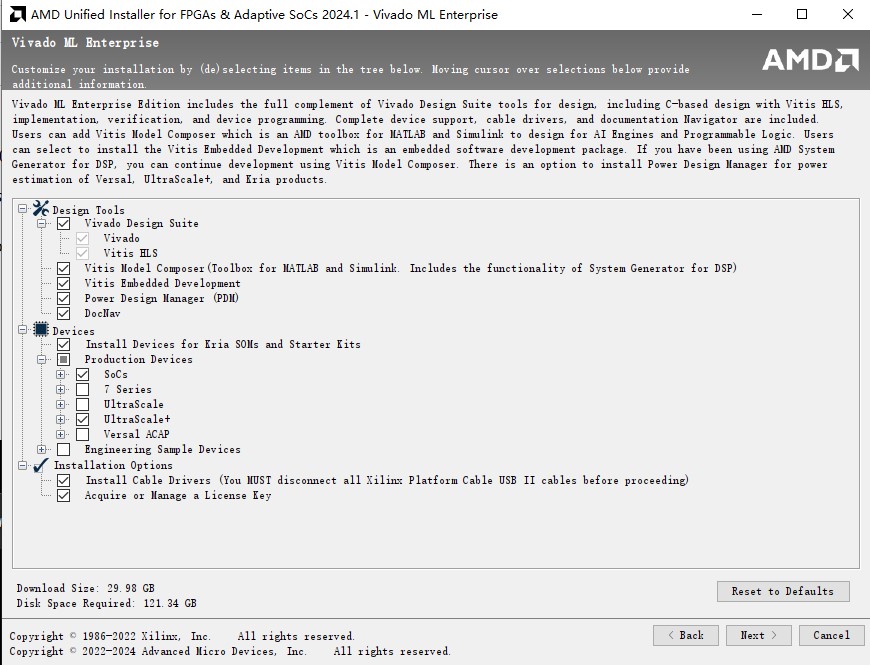 AMD Unified Installer for FPGAs & Adaptive SoCs 2024.1 - Vivado ML Enterprise
Vivado ML Enterprise
Customize your installation by (de)selecting items in the tree below. Moving cursor over selections below provide
additional information.
AMD
Vivado ML Enterprise Edition includes the full complement of Vivado Design Suite tools for design, including C-based design with Vitis HLS,
implementation, verification, and device programming. Complete device support, cable drivers, and documentation Navigator are included.
Users can add Vitis Model Composer which is an AMD toolbox for MATLAB and Simulink to design for AI Engines and Programmable Logic. Users
can select to install the Vitis Embedded Development which is an embedded software development package. If you have been using AMD System
Generator for DSP, you can continue development using Vitis Model Composer. There is an option to install Power Design Manager for power
estimation of Versal, UltraScale+, and Kria products.
Design Tools
Vivado Design Suite
Vivado
Vitis HLS
Vitis Model Composer(Toolbox for MATLAB and Simulink. Includes the functionality of System Generator for DSP)
Vitis Embedded Development
Power Design Manager (PDM)
DocNav
Devices
Install Devices for Kria SOMs and Starter Kits
Production Devices
SoCs
7 Series
UltraScale
UltraScale+
Versal ACAP
Engineering Sample Devices
Installation Options
Install Cable Drivers (You MUST disconnect all Xilinx Platform Cable USB II cables before proceeding)
Acquire or Manage a License Key
Download Size: 29.98 GB
Disk Space Required: 121.34 GB
Reset to Defaults
Copyright © 1986-2022 Xilinx, Inc. All rights reserved.
Copyright © 2022-2024 Advanced Micro Devices, Inc. All rights reserved.
< Back
Next >
Cancel